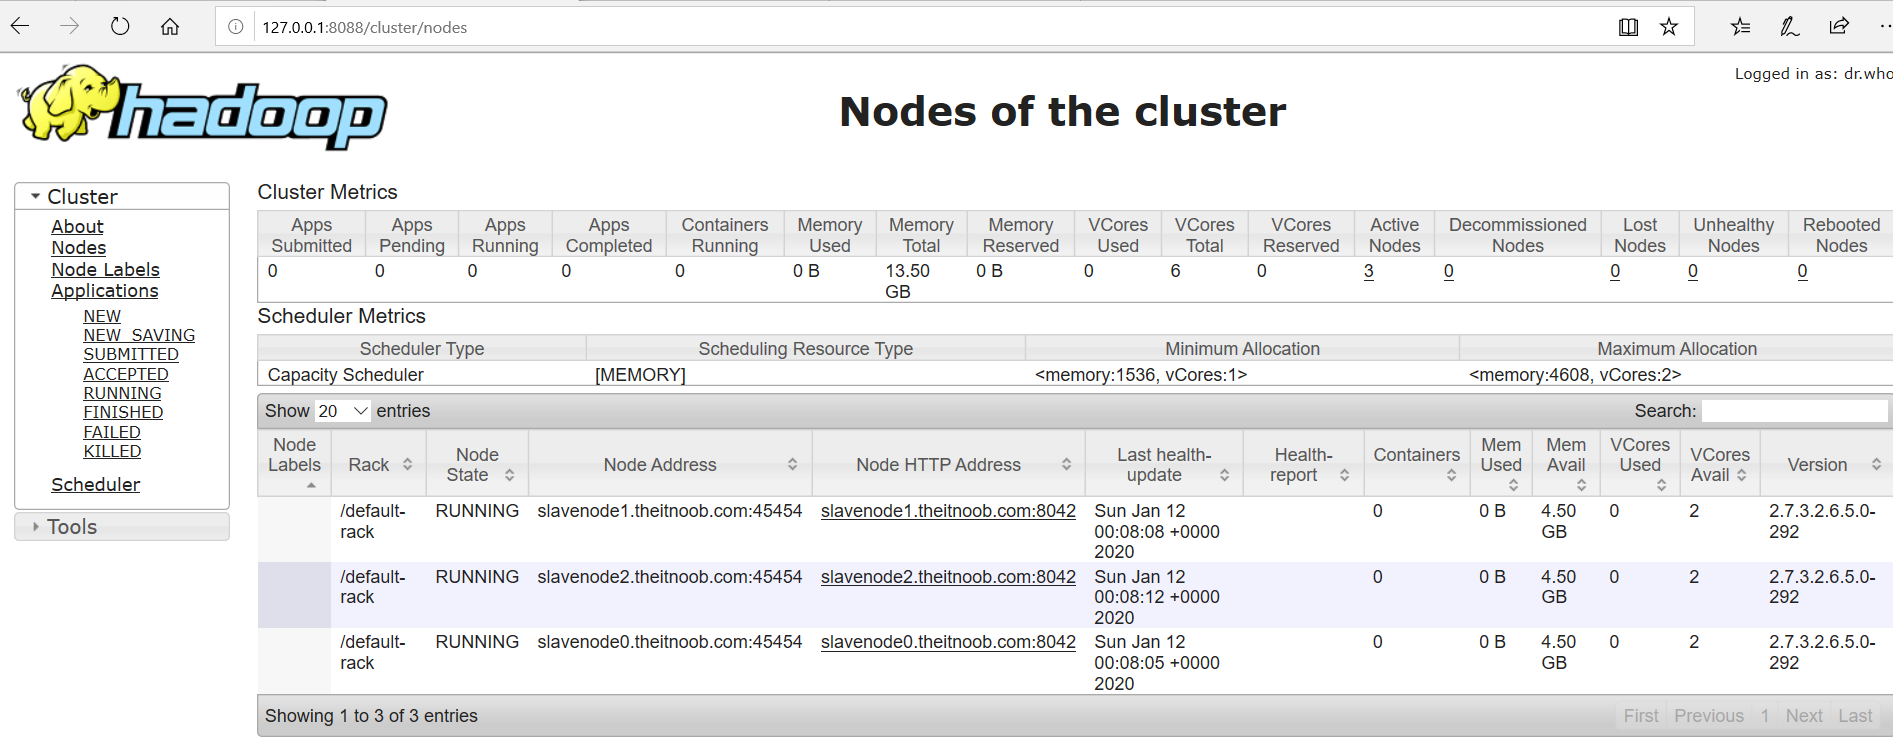 127.0.0.1:8088/cluster/nodes
Logged in as: dr.who
hadoop
Nodes of the cluster
Cluster
About
Nodes
Node Labels
Applications
NEW
NEW_SAVING
SUBMITTED
ACCEPTED
RUNNING
FINISHED
FAILED
KILLED
Scheduler
Tools
Cluster Metrics
Apps Submitted Apps Pending Apps Running Apps Completed Containers Running Memory Used Memory Total Memory Reserved VCores Used VCores Total VCores Reserved Active Nodes Decommissioned Nodes Lost Nodes Unhealthy Nodes Rebooted Nodes
0 0 0 0 0 0 B 13.50 GB 0 B 0 6 0 3 0 0 0 0
Scheduler Metrics
Scheduler Type Scheduling Resource Type Minimum Allocation Maximum Allocation
Capacity Scheduler [MEMORY] <memory:1536, vCores:1> <memory:4608, vCores:2>
Show 20 entries Search:
Node Labels Rack Node State Node Address Node HTTP Address Last health-update Health-report Containers Mem Used Mem Avail VCores Used VCores Avail Version
/default-rack RUNNING slavenode1.theitnoob.com:45454 slavenode1.theitnoob.com:8042 Sun Jan 12 00:08:08 +0000 2020 0 0 B 4.50 GB 0 2 2.7.3.2.6.5.0-292
/default-rack RUNNING slavenode2.theitnoob.com:45454 slavenode2.theitnoob.com:8042 Sun Jan 12 00:08:12 +0000 2020 0 0 B 4.50 GB 0 2 2.7.3.2.6.5.0-292
/default-rack RUNNING slavenode0.theitnoob.com:45454 slavenode0.theitnoob.com:8042 Sun Jan 12 00:08:05 +0000 2020 0 0 B 4.50 GB 0 2 2.7.3.2.6.5.0-292
Showing 1 to 3 of 3 entries First Previous 1 Next Last